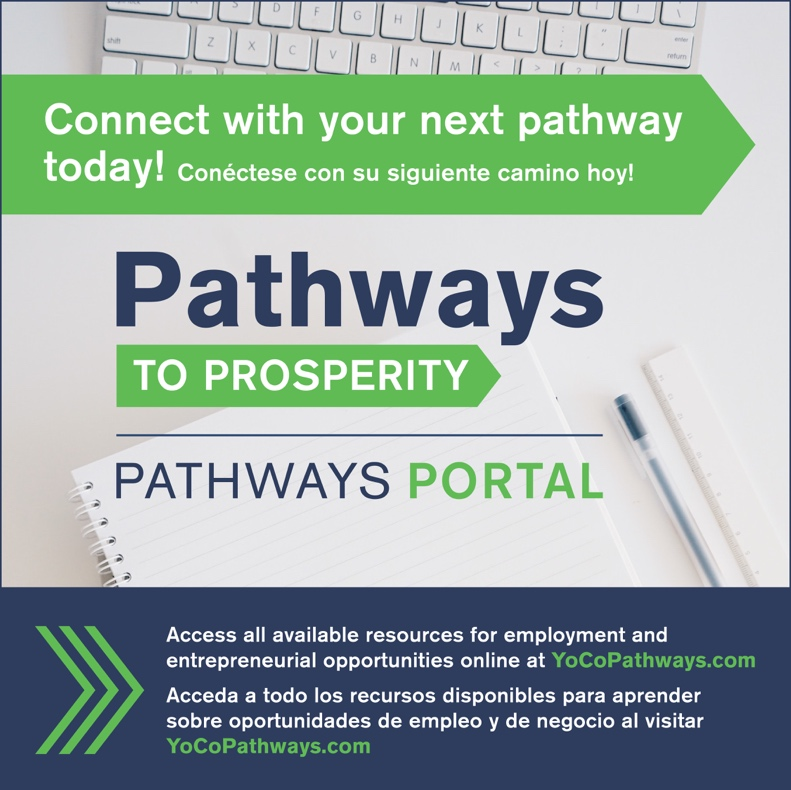 Connect with your next pathway
today! Conéctese con su siguiente camino hoy!
Pathways
TO PROSPERITY
PATHWAYS PORTAL
Access all available resources for employment and
entrepreneurial opportunities online at YoCoPathways.com
Acceda a todo los recursos disponibles para aprender
sobre oportunidades de empleo y de negocio al visitar
YoCoPathways.com